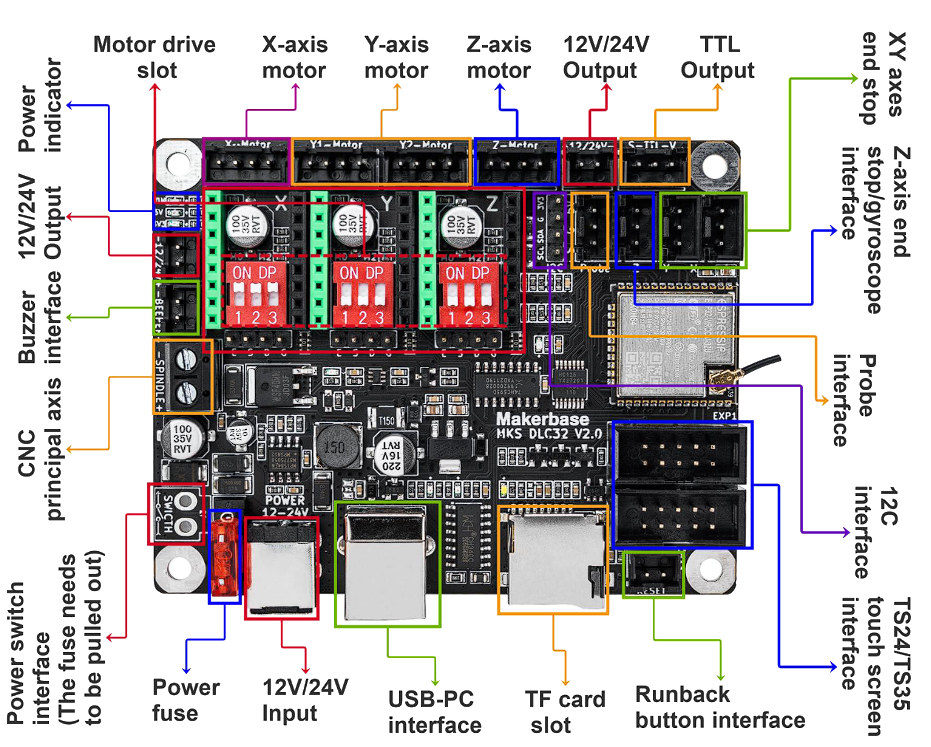 Motor drive
slot
X-axis
motor
Y-axis
motor
Z-axis
motor
12V/24V
Output
TTL
Output
XY axes
end stop
Z-axis end
stop/gyroscope
interface
Probe
interface
12C
interface
TS24/TS35
touch screen
interface
Power
indicator
12V/24V
Output
Buzzer
interface
CNC
principal axis
Power switch
interface
(The fuse needs
to be pulled out)
Power
fuse
12V/24V
Input
USB-PC
interface
TF card
slot
Runback
button interface
X-Motor
Y1-Motor
Y2-Motor
Z-Motor
-12/24V
S-TTL-V
5V
-12/24V
-SPINDLE+
X
Y
Z
100
35V
RVT
100
35V
RVT
100
35V
RVT
ON DP
1 2 3
ON DP
1 2 3
ON DP
1 2 3
SCL SDA G 3V3
100
35V
RVT
150
T150
220
16V
RVT
Makerbase
MKS DLC32 V2.0
EXP1
SWICTH
POWER
12-24V
RESET